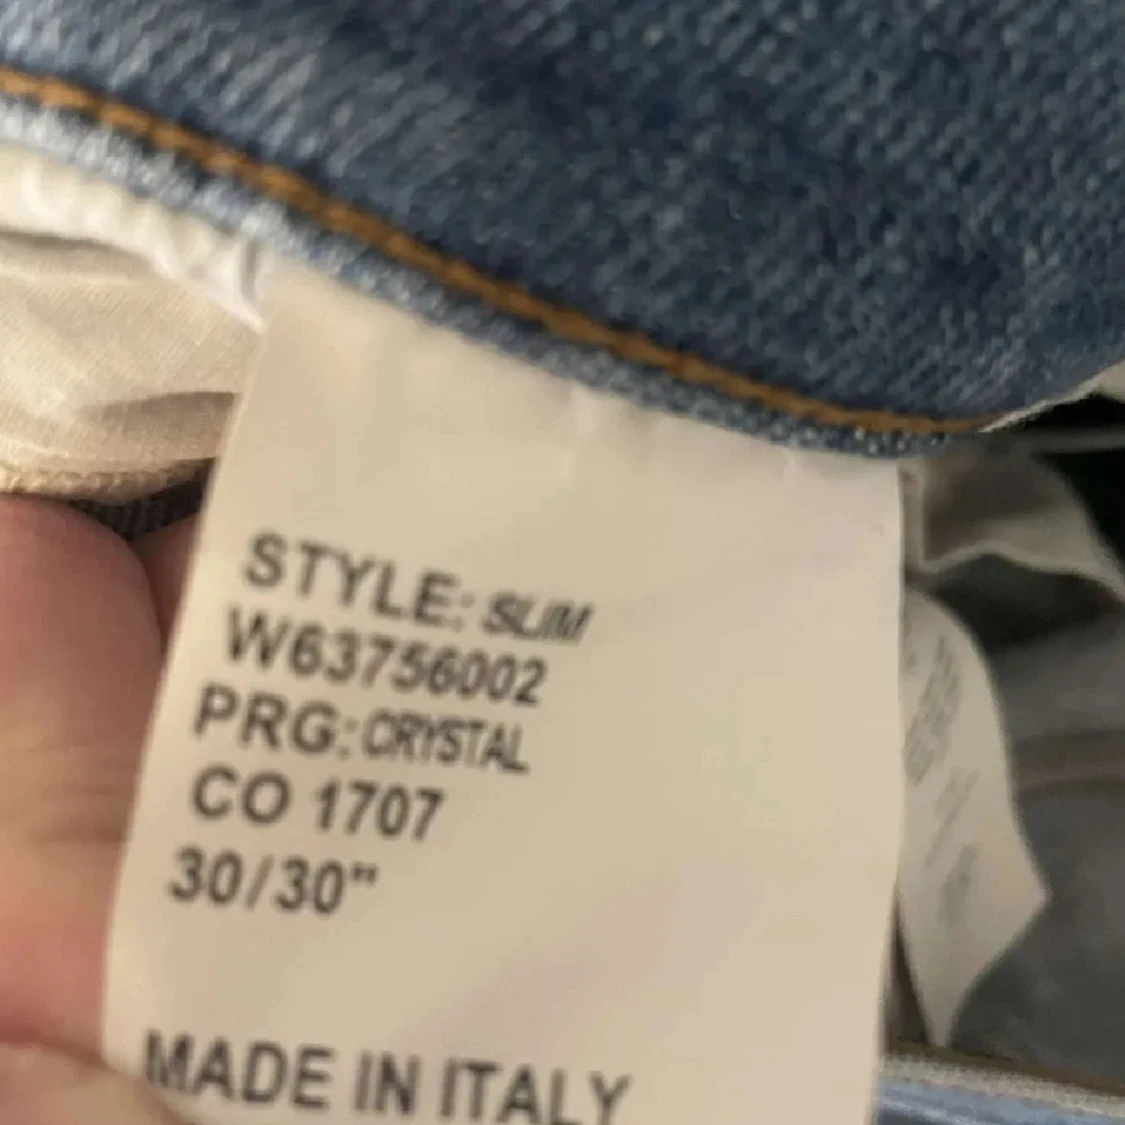 STYLE: SLIM
W63756002
PRG: CRYSTAL
CO 1707
30/30"
MADE IN ITALY